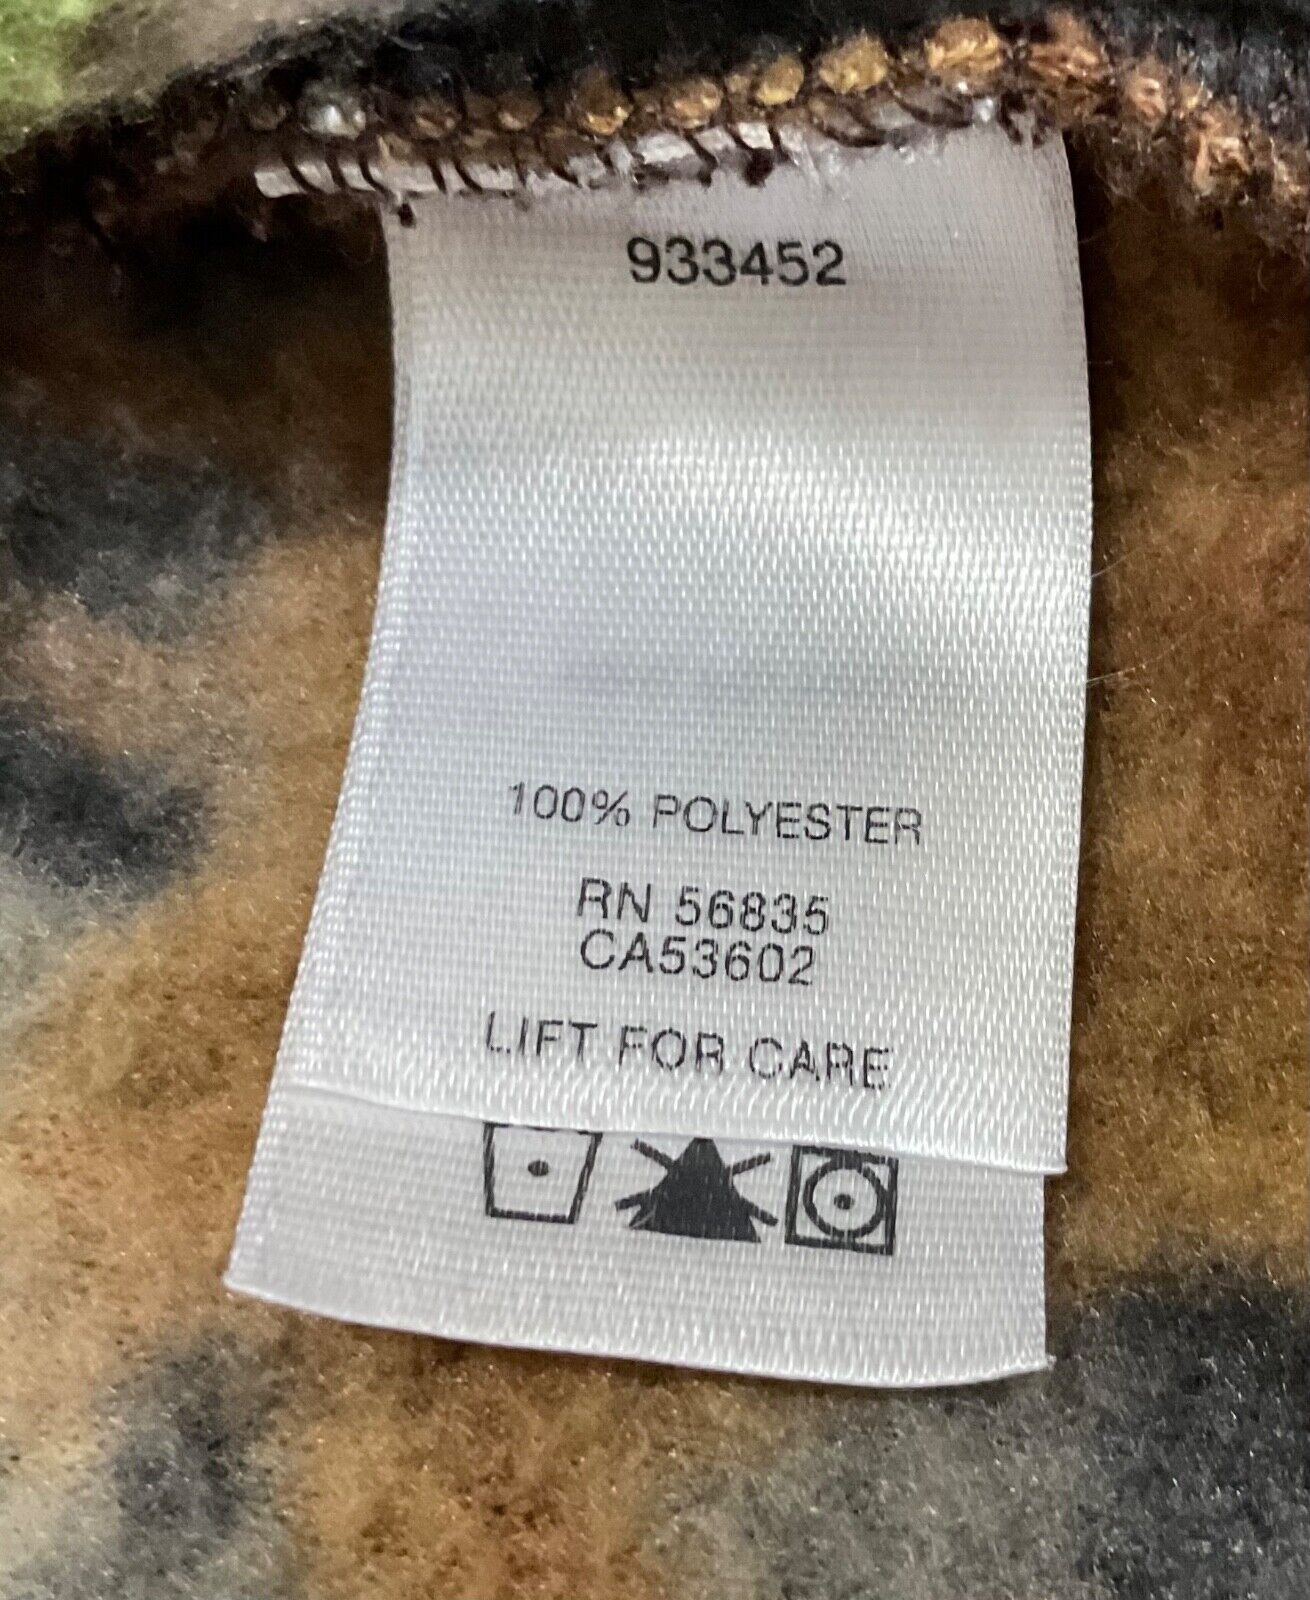 933452
100% POLYESTER
RN 56835
CA53602
LIFT FOR CARE